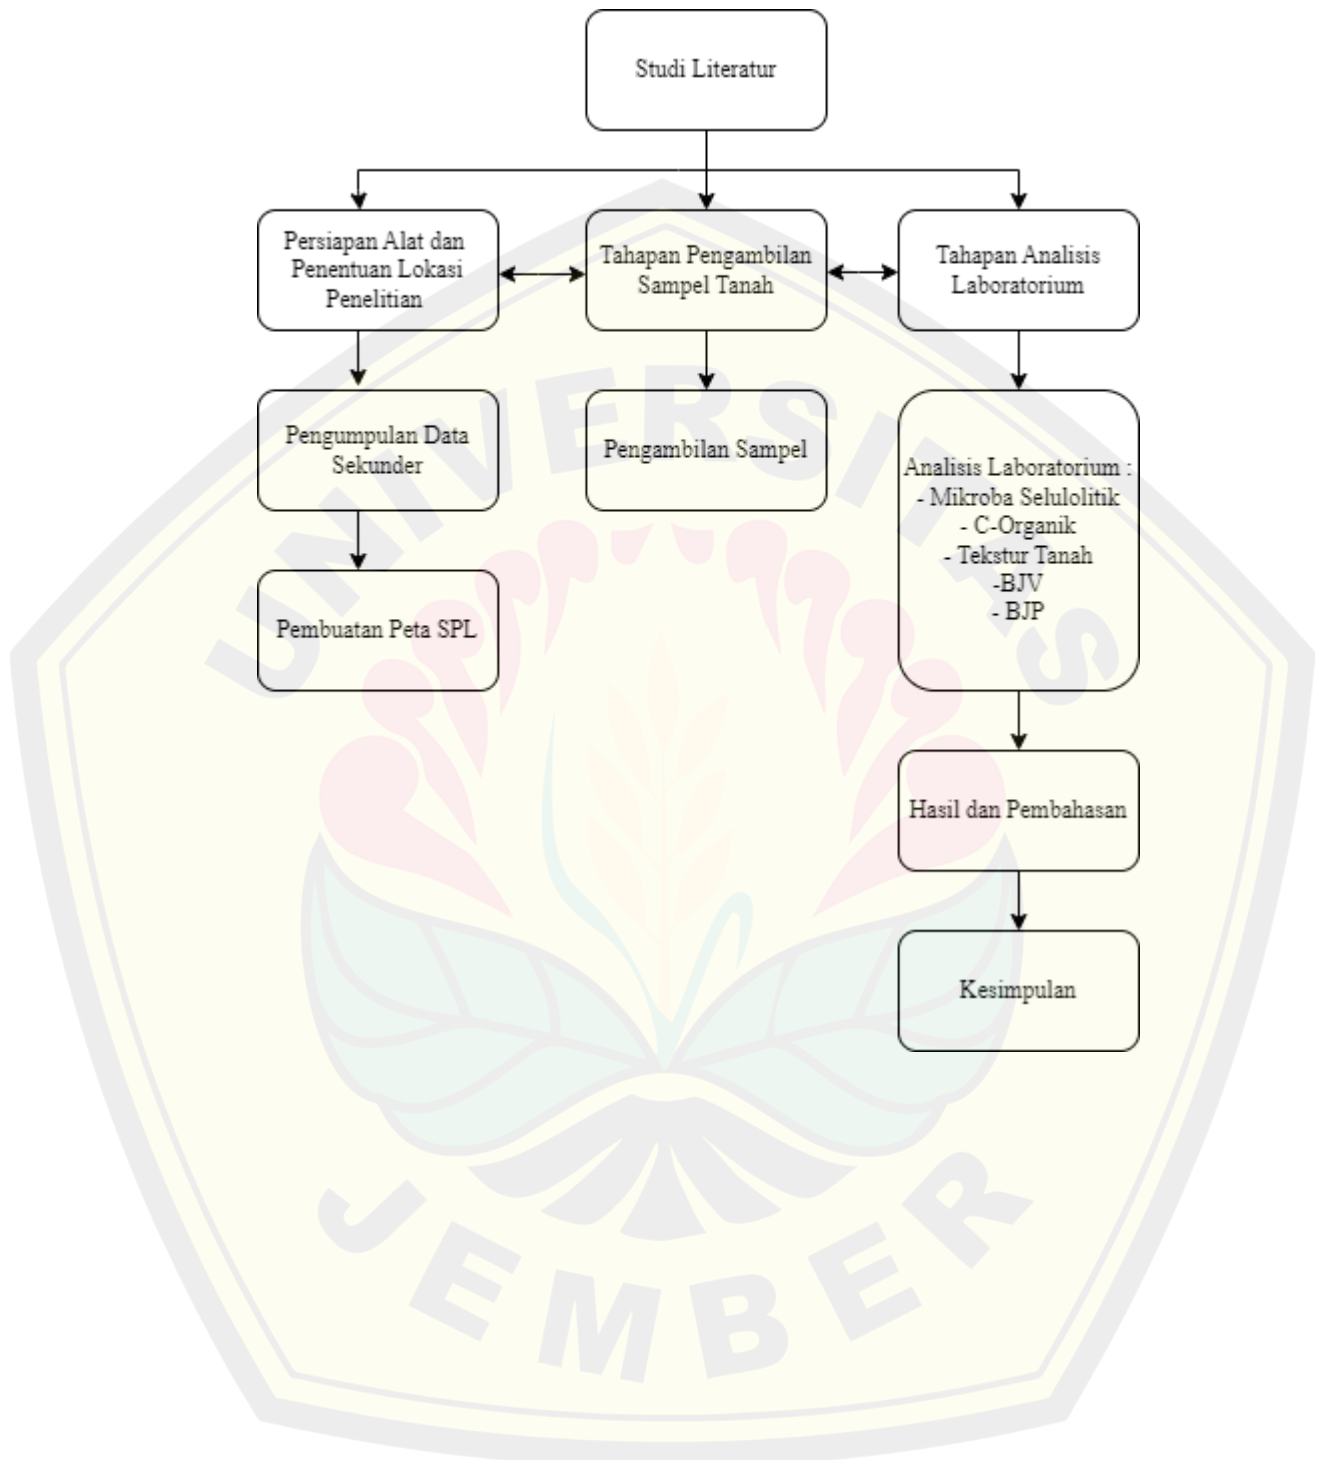 Studi Literatur
Persiapan Alat dan
Penentuan Lokasi
Penelitian
Tahapan Pengambilan
Sampel Tanah
Tahapan Analisis
Laboratorium
Pengumpulan Data
Sekunder
Pengambilan Sampel
Analisis Laboratorium :
- Mikroba Selulolitik
- C-Organik
- Tekstur Tanah
-BJV
- BJP
Pembuatan Peta SPL
Hasil dan Pembahasan
Kesimpulan
UNIVERSITAS
JEMBER